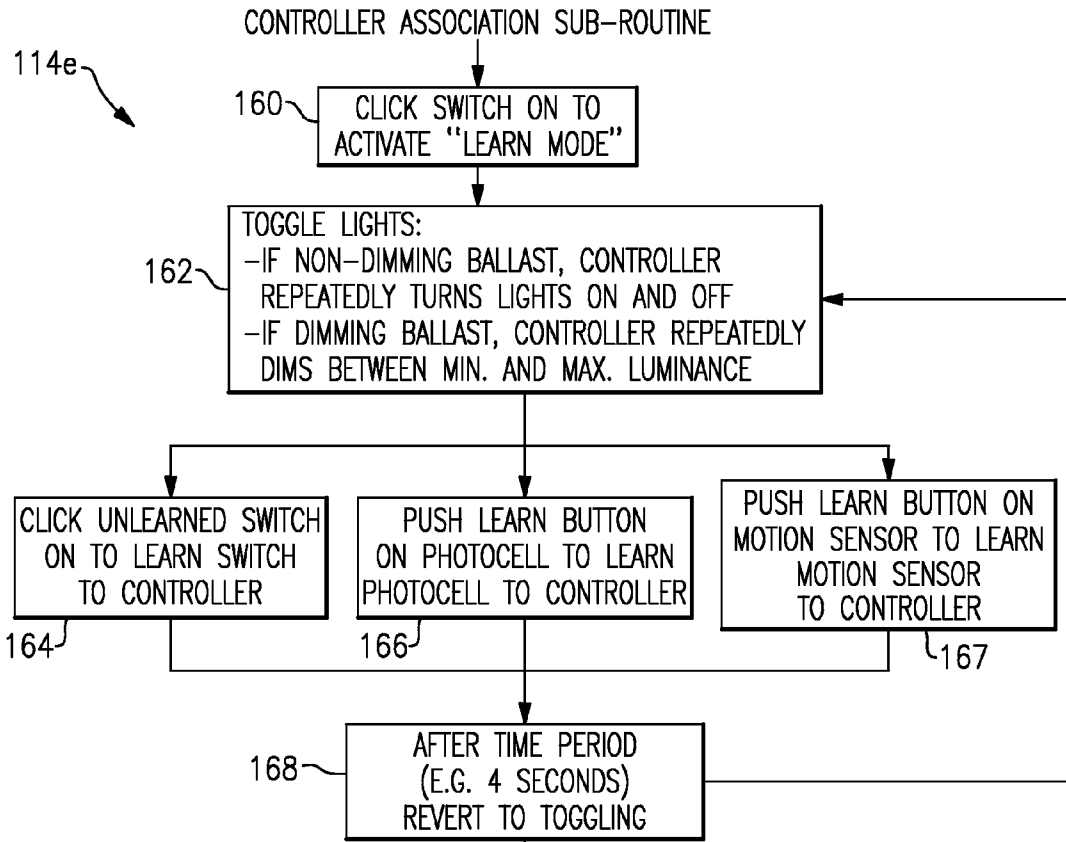 CONTROLLER ASSOCIATION SUB-ROUTINE
114e
160
CLICK SWITCH ON TO
ACTIVATE "LEARN MODE"
162
TOGGLE LIGHTS:
-IF NON-DIMMING BALLAST, CONTROLLER
REPEATEDLY TURNS LIGHTS ON AND OFF
-IF DIMMING BALLAST, CONTROLLER REPEATEDLY
DIMS BETWEEN MIN. AND MAX. LUMINANCE
CLICK UNLEARNED SWITCH
ON TO LEARN SWITCH
TO CONTROLLER
164
PUSH LEARN BUTTON
ON PHOTOCELL TO LEARN
PHOTOCELL TO CONTROLLER
166
PUSH LEARN BUTTON ON
MOTION SENSOR TO LEARN
MOTION SENSOR
TO CONTROLLER
167
168
AFTER TIME PERIOD
(E.G. 4 SECONDS)
REVERT TO TOGGLING